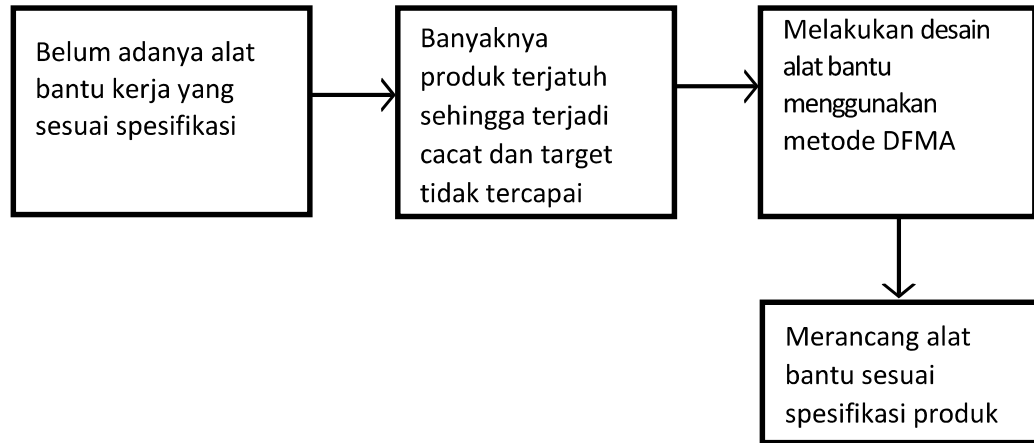 Belum adanya alat
bantu kerja yang
sesuai spesifikasi
Banyaknya
produk terjatuh
sehingga terjadi
cacat dan target
tidak tercapai
Melakukan desain
alat bantu
menggunakan
metode DFMA
Merancang alat
bantu sesuai
spesifikasi produk